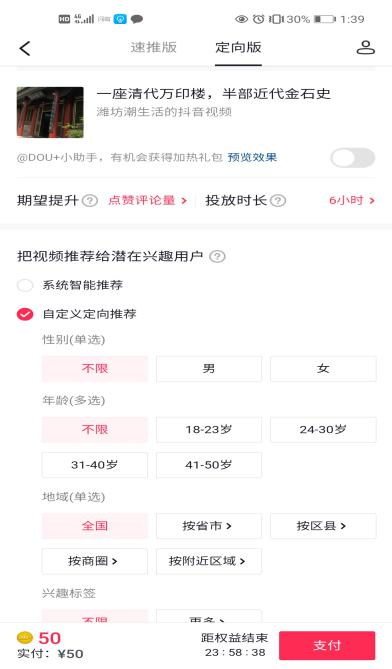 HD 4G 30% 1:39
速推版 定向版
一座清代万印楼，半部近代金石史
潍坊潮生活的抖音视频
@DOU+小助手，有机会获得加热礼包 预览效果
期望提升? 点赞评论量 > 投放时长? 6小时 >
把视频推荐给潜在兴趣用户 ?
系统智能推荐
自定义定向推荐
性别(单选)
不限 男 女
年龄(多选)
不限 18-23岁 24-30岁
31-40岁 41-50岁
地域(单选)
全国 按省市> 按区县>
按商圈> 按附近区域>
兴趣标签
不限 更多>
50 距权益结束
实付：¥50 23:58:38 支付